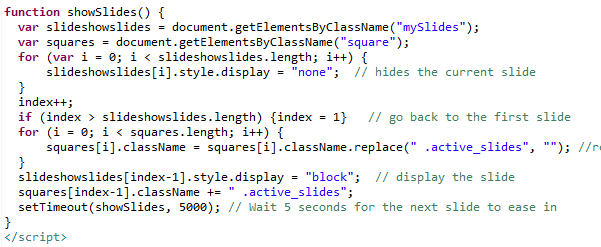 function showSlides() {
  var slideshowslides = document.getElementsByClassName("mySlides");
  var squares = document.getElementsByClassName("square");
  for (var i = 0; i < slideshowslides.length; i++) {
      slideshowslides[i].style.display = "none";  // hides the current slide
  }
  index++;
  if (index > slideshowslides.length) {index = 1}   // go back to the first slide
  for (i = 0; i < squares.length; i++) {
      squares[i].className = squares[i].className.replace(" .active_slides", ""); //
  }
  slideshowslides[index-1].style.display = "block";  // display the slide
  squares[index-1].className += " .active_slides";
  setTimeout(showSlides, 5000); // Wait 5 seconds for the next slide to ease in
}
</script>